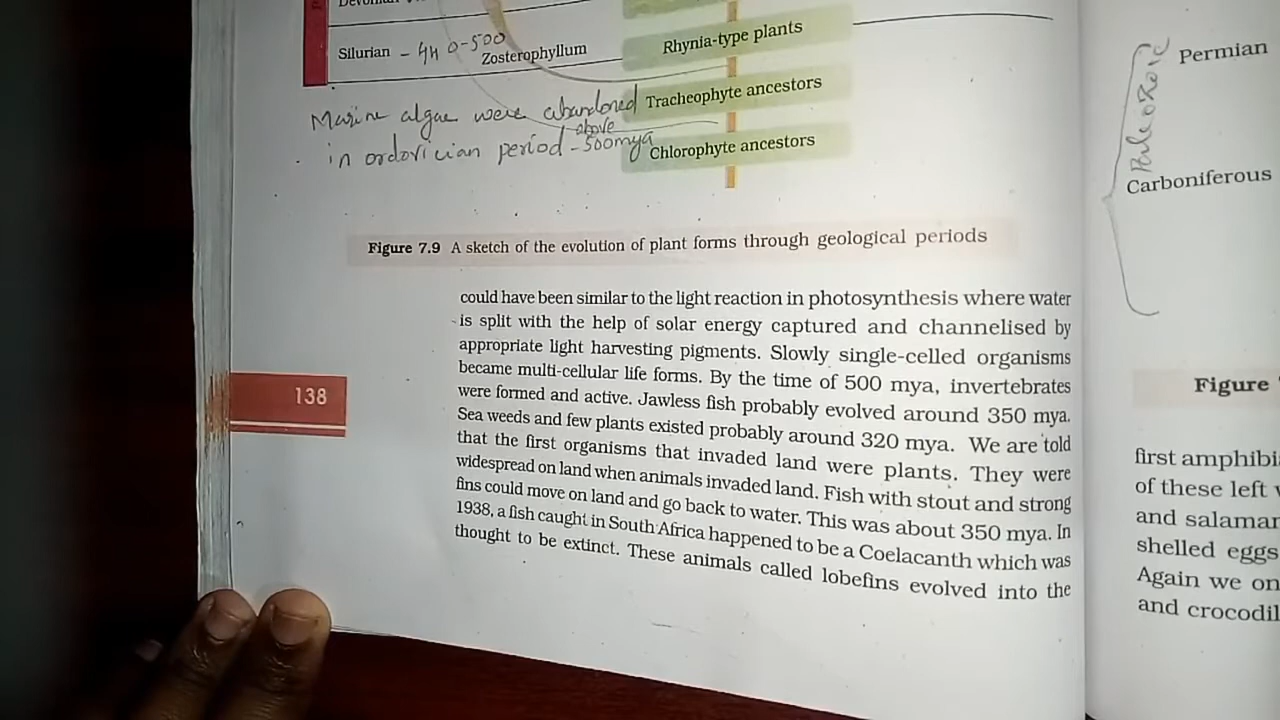 Silurian - 440-500
Zosterophyllum
Rhynia-type plants
Tracheophyte ancestors
Chlorophyte ancestors
Marine algae were abandoned
in ordovician period - above 500mya
Figure 7.9 A sketch of the evolution of plant forms through geological periods
could have been similar to the light reaction in photosynthesis where water
is split with the help of solar energy captured and channelised by
appropriate light harvesting pigments. Slowly single-celled organisms
became multi-cellular life forms. By the time of 500 mya, invertebrates
were formed and active. Jawless fish probably evolved around 350 mya.
Sea weeds and few plants existed probably around 320 mya. We are told
that the first organisms that invaded land were plants. They were
widespread on land when animals invaded land. Fish with stout and strong
fins could move on land and go back to water. This was about 350 mya. In
1938, a fish caught in South Africa happened to be a Coelacanth which was
thought to be extinct. These animals called lobefins evolved into the
138
Permian
Paleozoic
Carboniferous
Figure
first amphibi
of these left
and salaman
shelled eggs
Again we on
and crocodil